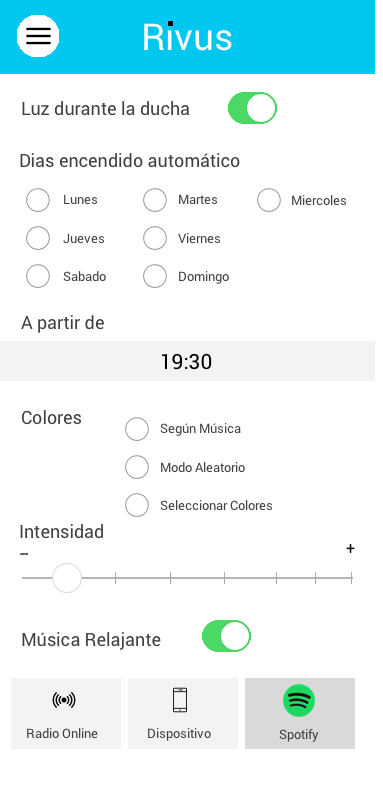 Rivus
Luz durante la ducha
Dias encendido automático
Lunes Martes Miercoles
Jueves Viernes
Sabado Domingo
A partir de
19:30
Colores
Según Música
Modo Aleatorio
Seleccionar Colores
Intensidad
-- +
Música Relajante
Radio Online Dispositivo Spotify